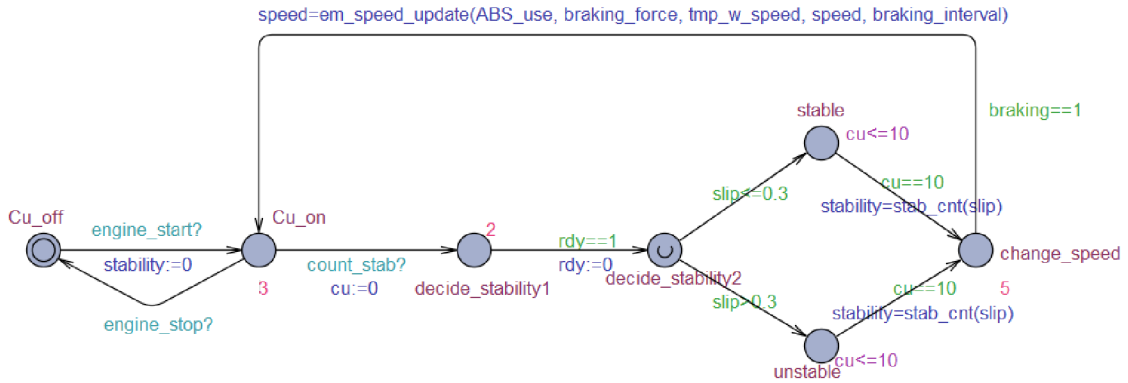 speed=em_speed_update(ABS_use, braking_force, tmp_w_speed, speed, braking_interval)
stable
braking==1
cu<=10
slip<=0.3
cu==10
stability=stab_cnt(slip)
Cu_off
Cu_on
engine_start?
stability:=0
2
rdy==1
rdy:=0
count_stab?
cu:=0
decide_stability1
decide_stability2
change_speed
3
5
engine_stop?
slip>0.3
cu==10
stability=stab_cnt(slip)
cu<=10
unstable